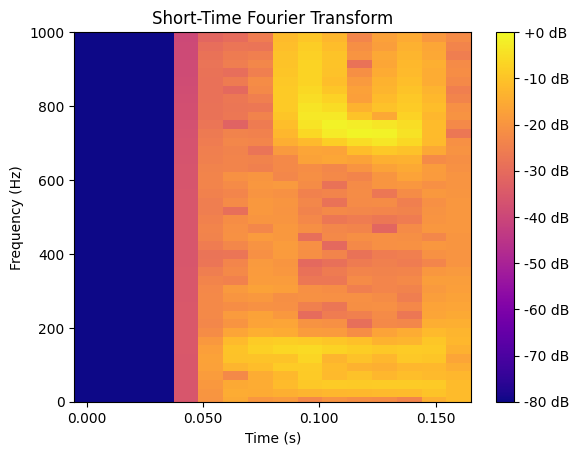 Short-Time Fourier Transform
1000
800
600
400
200
0
Frequency (Hz)
0.000
0.050
0.100
0.150
Time (s)
+0 dB
-10 dB
-20 dB
-30 dB
-40 dB
-50 dB
-60 dB
-70 dB
-80 dB